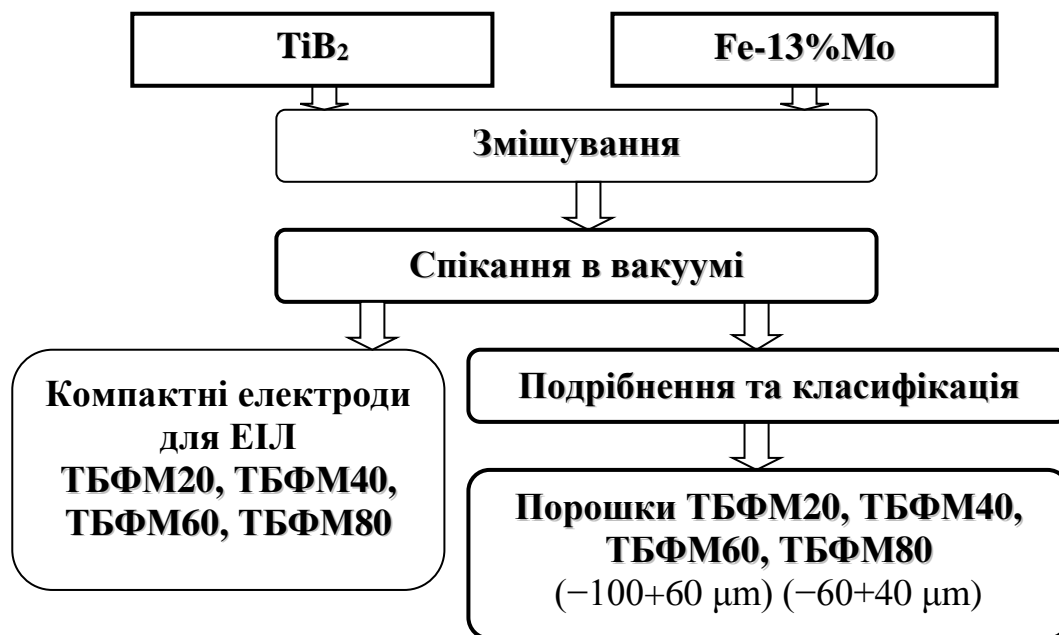 TiB₂
Fe-13%Mo
Змішування
Спікання в вакуумі
Компактні електроди
для ЕІЛ
ТБФМ20, ТБФМ40,
ТБФМ60, ТБФМ80
Подрібнення та класифікація
Порошки ТБФМ20, ТБФМ40,
ТБФМ60, ТБФМ80
(−100+60 μm) (−60+40 μm)